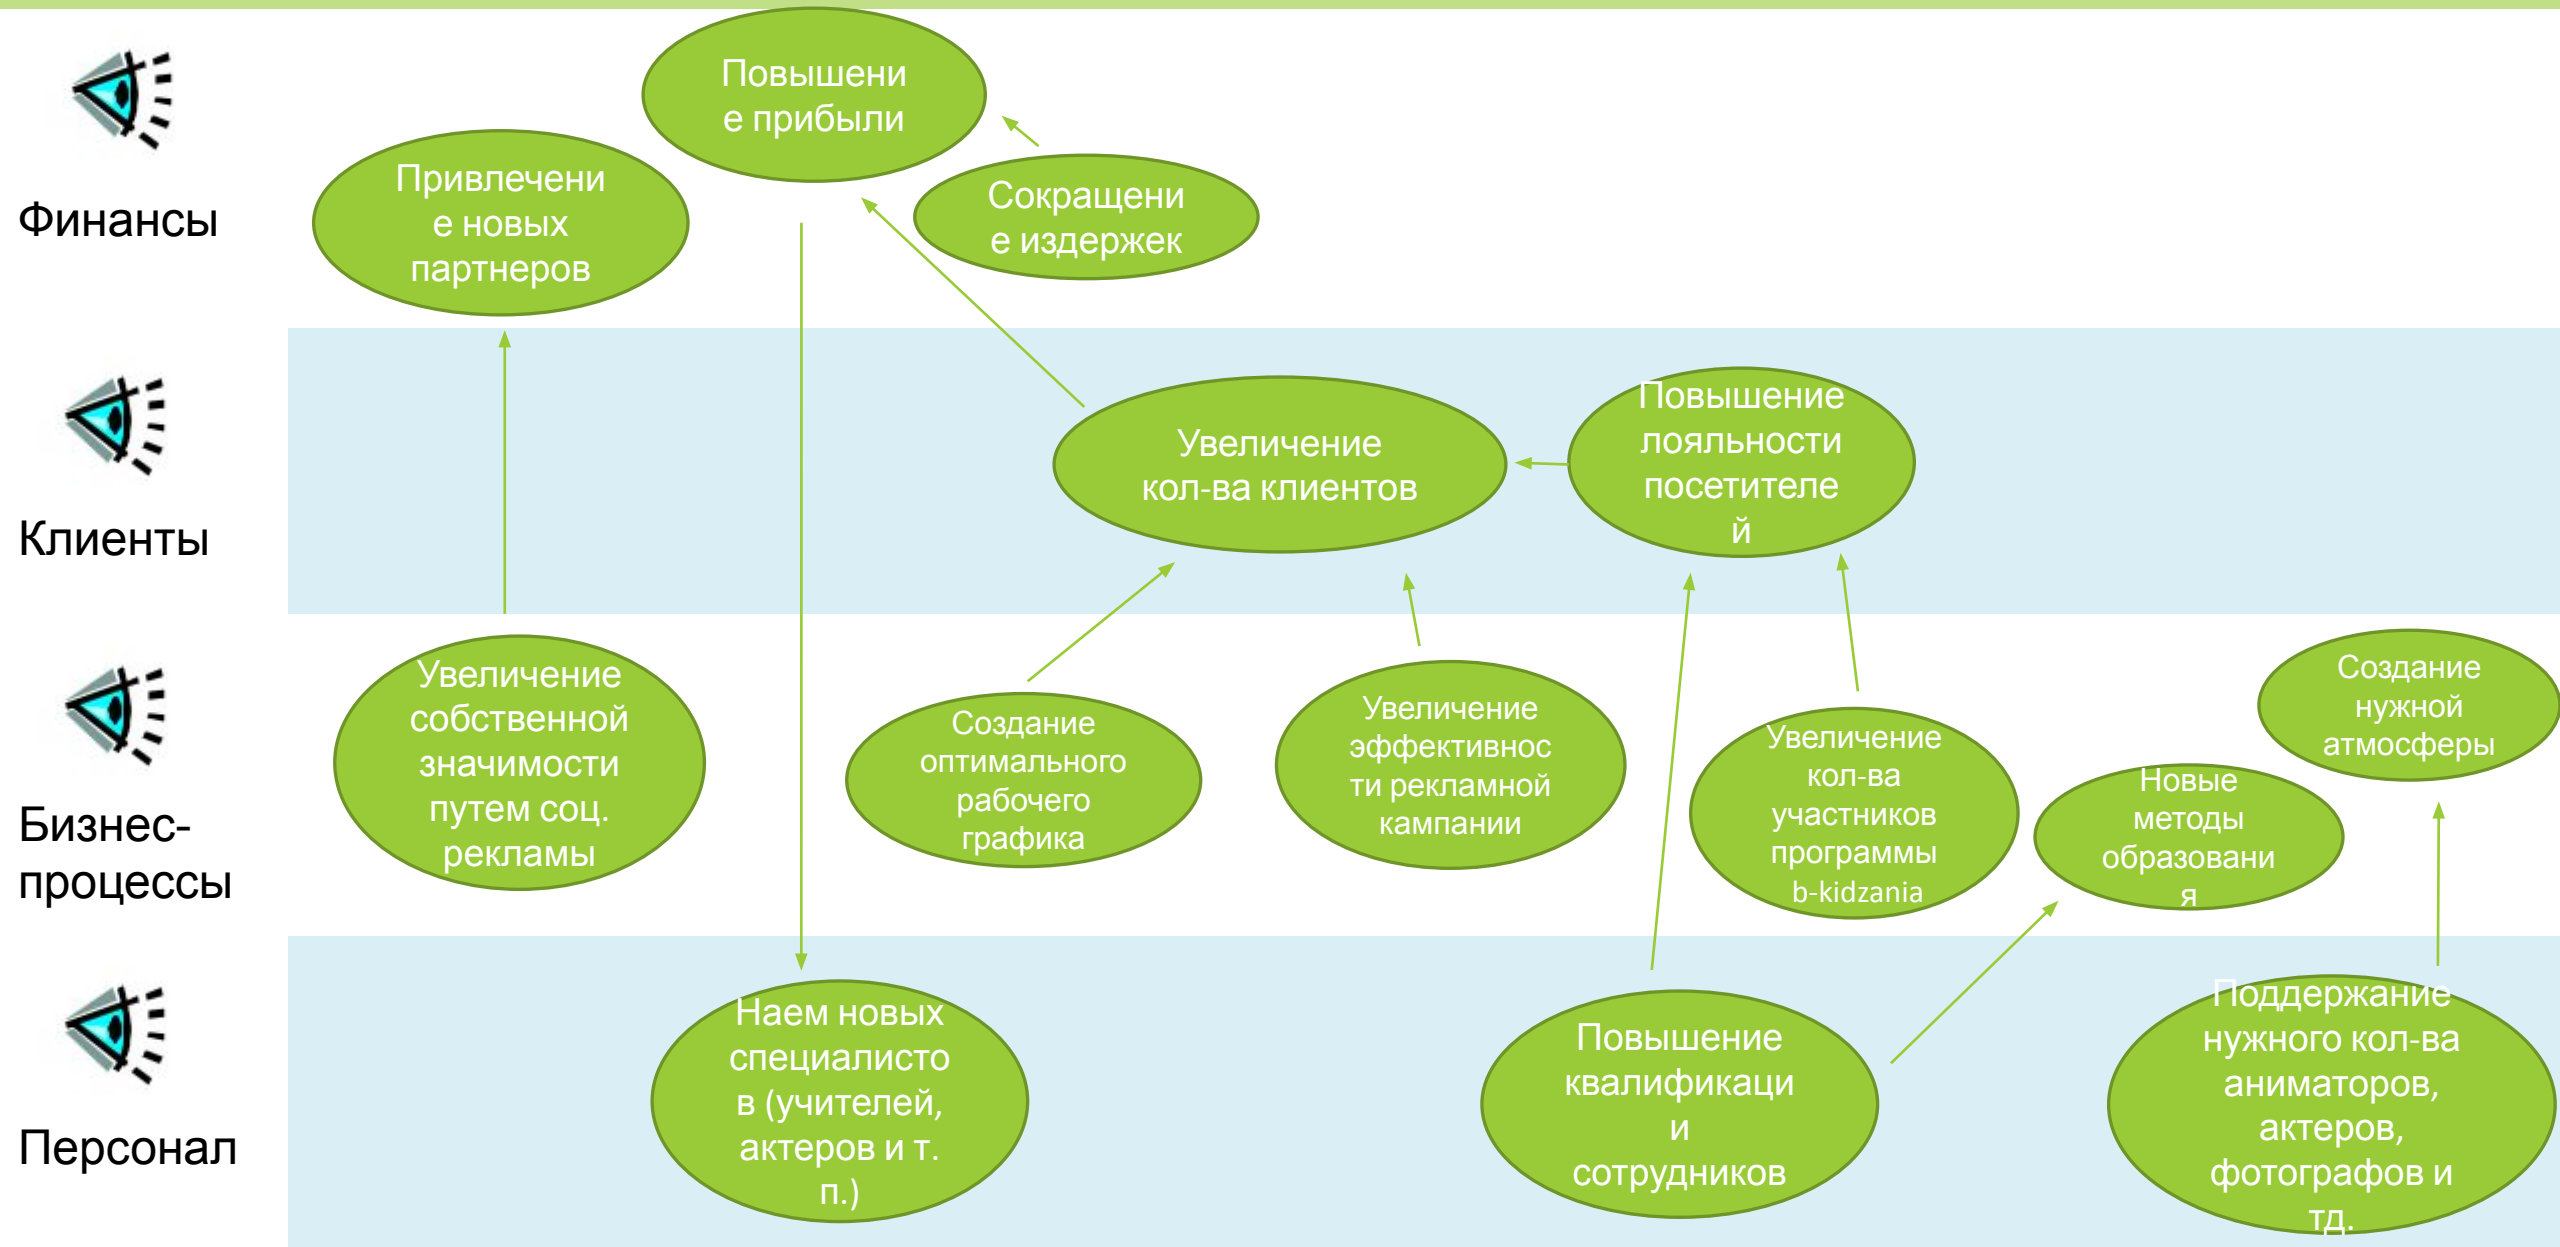 Финансы
Повышени
е прибыли
Привлечени
е новых
партнеров
Сокращени
е издержек
Клиенты
Увеличение
кол-ва клиентов
Повышение
лояльности
посетителе
й
Бизнес-
процессы
Увеличение
собственной
значимости
путем соц.
рекламы
Создание
оптимального
рабочего
графика
Увеличение
эффективнос
ти рекламной
кампании
Увеличение
кол-ва
участников
программы
b-kidzania
Новые
методы
образовани
я
Создание
нужной
атмосферы
Персонал
Наем новых
специалисто
в (учителей,
актеров и т.
п.)
Повышение
квалификаци
и
сотрудников
Поддержание
нужного кол-ва
аниматоров,
актеров,
фотографов и
тд.